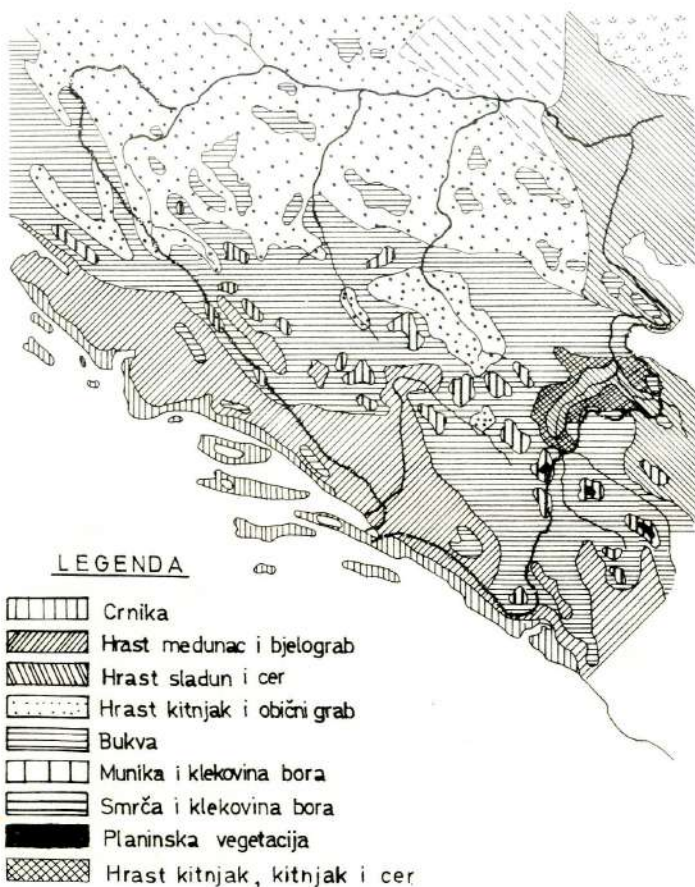 LEGENDA
Crnika
Hrast medunac i bjelograb
Hrast sladun i cer
Hrast kitnjak i obični grab
Bukva
Munika i klekovina bora
Smrča i klekovina bora
Planinska vegetacija
Hrast kitnjak, kitnjak i cer